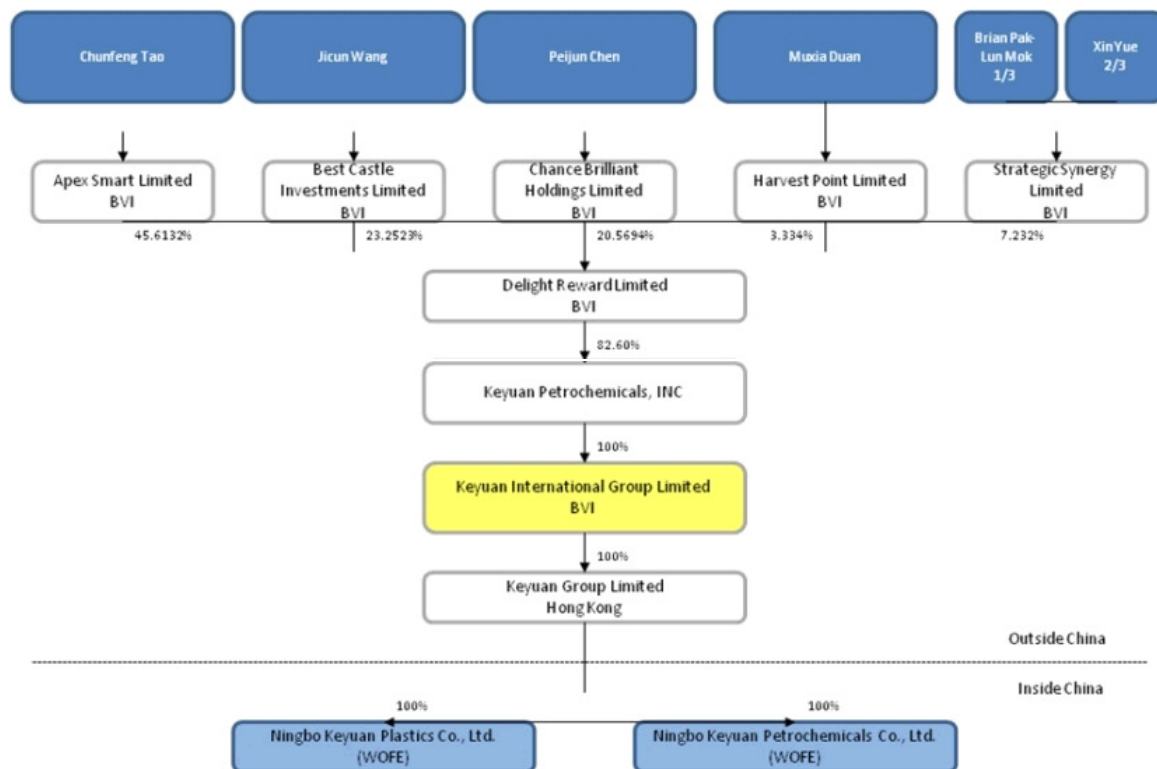 Chunfeng Tao
Jicun Wang
Peijun Chen
Muxia Duan
Brian Pak-
Lun Mok
1/3
Xin Yue
2/3
Apex Smart Limited
BVI
Best Castle
Investments Limited
BVI
Chance Brilliant
Holdings Limited
BVI
Harvest Point Limited
BVI
Strategic Synergy
Limited
BVI
45.6132%
23.2523%
20.5694%
3.334%
7.232%
Delight Reward Limited
BVI
82.60%
Keyuan Petrochemicals, INC
100%
Keyuan International Group Limited
BVI
100%
Keyuan Group Limited
Hong Kong
Outside China
Inside China
100%
100%
Ningbo Keyuan Plastics Co., Ltd.
(WOFE)
Ningbo Keyuan Petrochemicals Co., Ltd.
(WOFE)